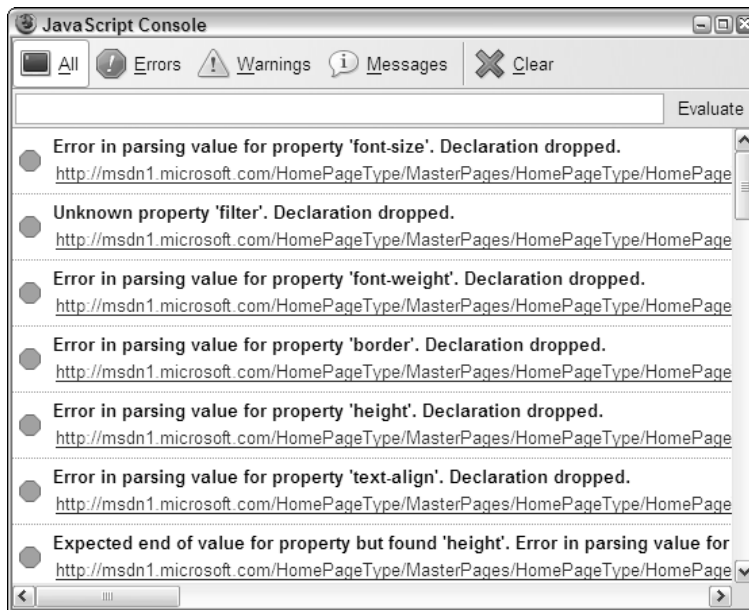 JavaScript Console
All Errors Warnings Messages Clear
Evaluate
Error in parsing value for property 'font-size'. Declaration dropped.
http://msdn1.microsoft.com/HomePageType/MasterPages/HomePageType/HomePage
Unknown property 'filter'. Declaration dropped.
http://msdn1.microsoft.com/HomePageType/MasterPages/HomePageType/HomePage
Error in parsing value for property 'font-weight'. Declaration dropped.
http://msdn1.microsoft.com/HomePageType/MasterPages/HomePageType/HomePage
Error in parsing value for property 'border'. Declaration dropped.
http://msdn1.microsoft.com/HomePageType/MasterPages/HomePageType/HomePage
Error in parsing value for property 'height'. Declaration dropped.
http://msdn1.microsoft.com/HomePageType/MasterPages/HomePageType/HomePage
Error in parsing value for property 'text-align'. Declaration dropped.
http://msdn1.microsoft.com/HomePageType/MasterPages/HomePageType/HomePage
Expected end of value for property but found 'height'. Error in parsing value for
http://msdn1.microsoft.com/HomePageType/MasterPages/HomePageType/HomePage